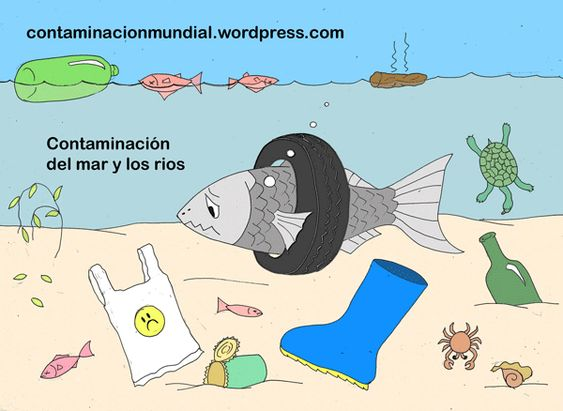 contaminacionmundial.wordpress.com
Contaminación
del mar y los rios